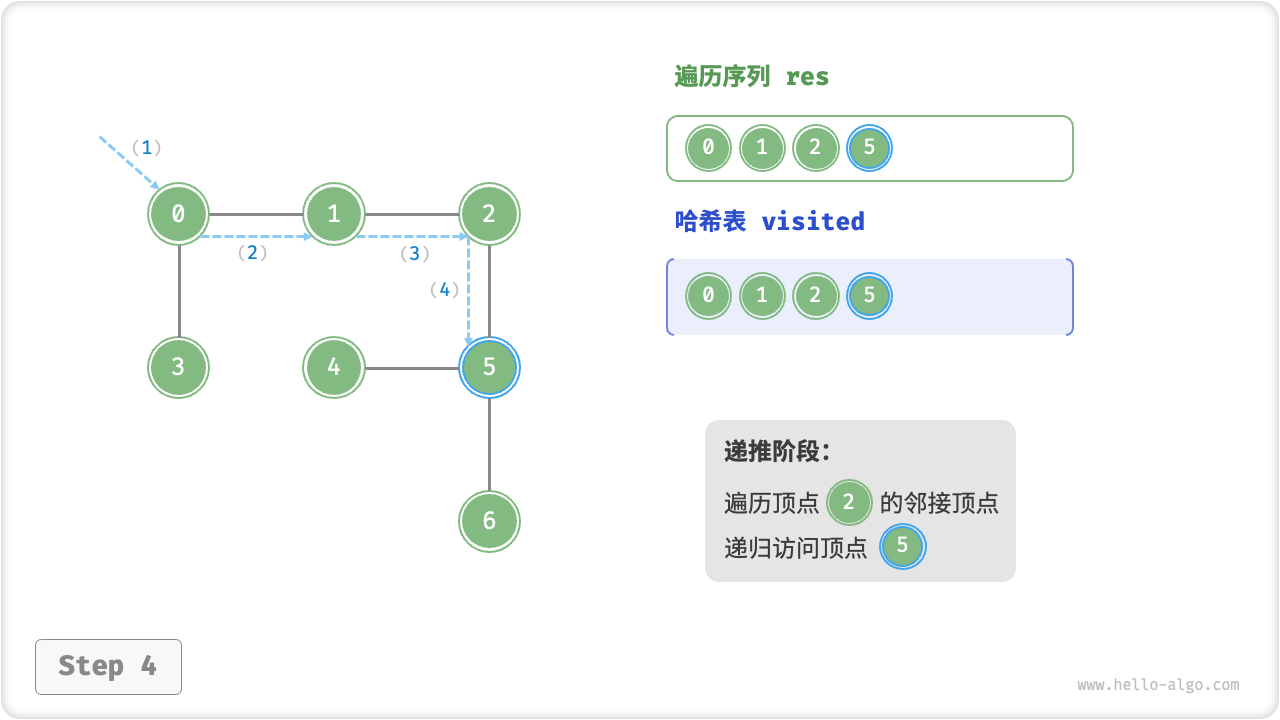 遍历序列 res
0 1 2 5
哈希表 visited
0 1 2 5
(1)
0 1 2
(2) (3)
(4)
3 4 5
6
递推阶段：
遍历顶点 2 的邻接顶点
递归访问顶点 5
Step 4
www.hello-algo.com